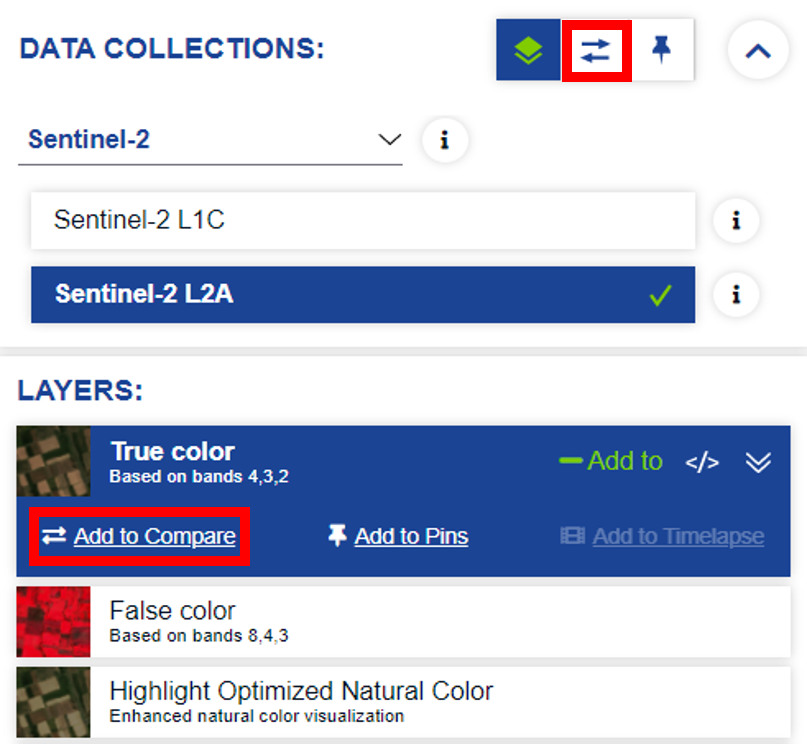 DATA COLLECTIONS:
Sentinel-2
i
Sentinel-2 L1C
i
Sentinel-2 L2A
i
LAYERS:
True color
Based on bands 4,3,2
Add to </>
Add to Compare Add to Pins Add to Timelapse
False color
Based on bands 8,4,3
Highlight Optimized Natural Color
Enhanced natural color visualization